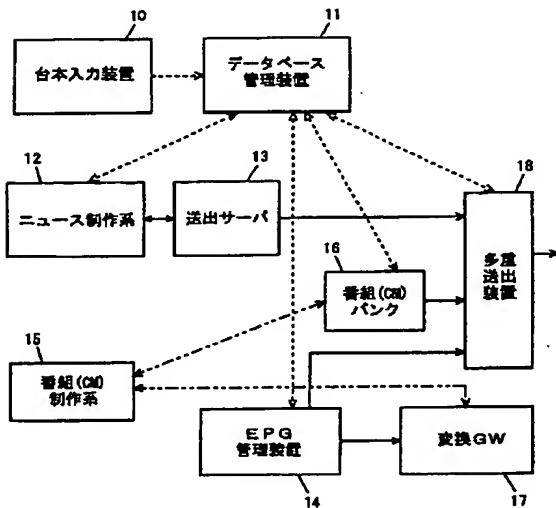 10
11
台本入力装置
データベース
管理装置
12
13
18
ニュース制作系
送出サーバ
多重
送出
装置
16
番組(CM)
バンク
15
番組(CM)
制作系
EPG
管理装置
変換GW
14
17